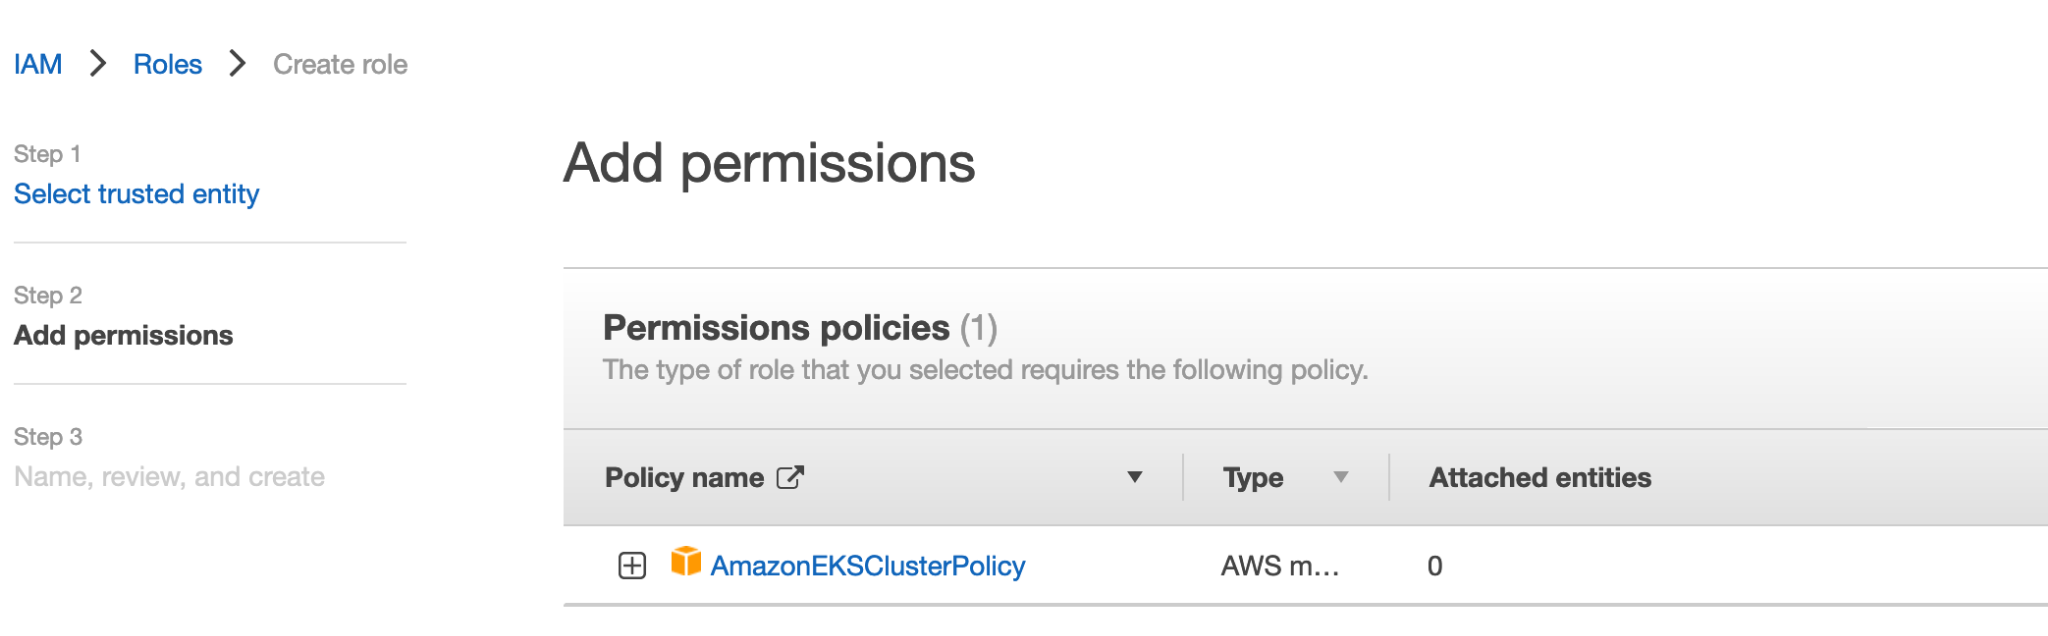 IAM > Roles > Create role
Step 1
Select trusted entity
Step 2
Add permissions
Step 3
Name, review, and create
Add permissions
Permissions policies (1)
The type of role that you selected requires the following policy.
Policy name Type Attached entities
AmazonEKSClusterPolicy AWS m... 0